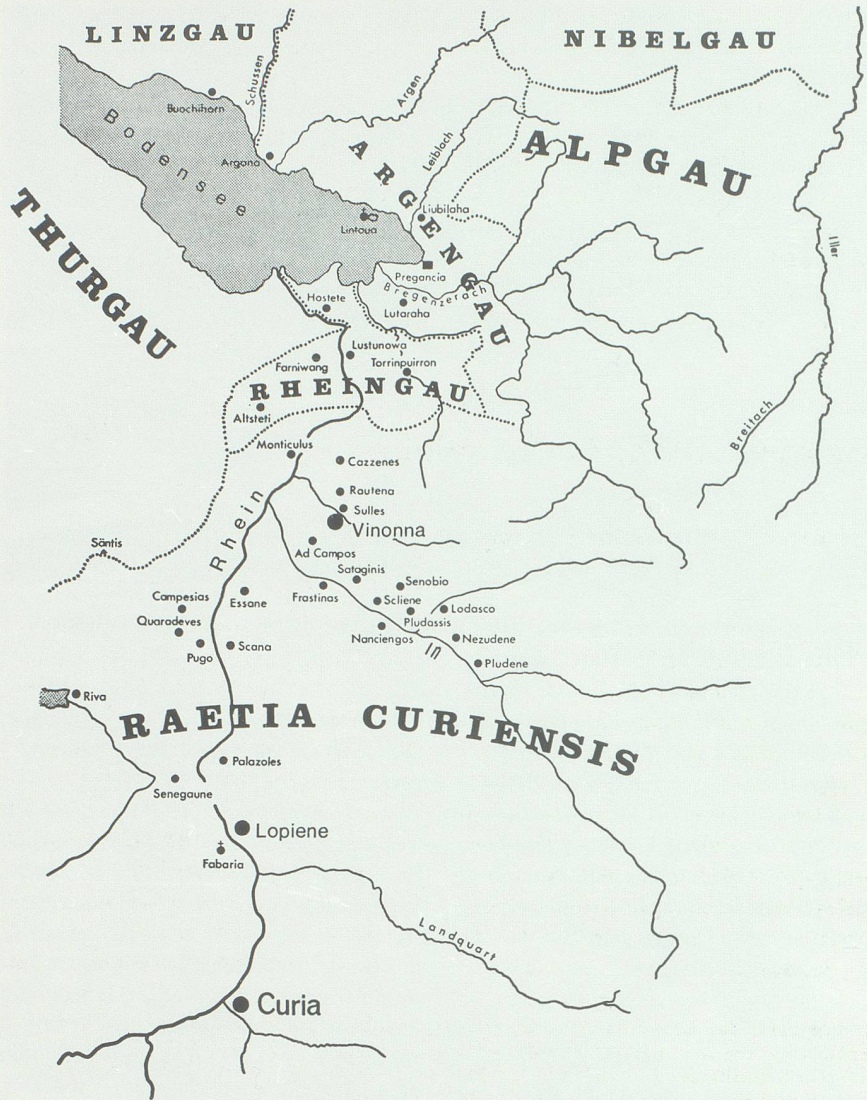 LINZGAU
NIBELGAU
Schussen
Argen
Buochihorn
Bodensee
Argona
ARGENGAU
Leiblach
ALPGAU
THURGAU
Lintoua
Liubilaha
Iller
Pregancia
Bregenzerach
Hostete
Lutaraha
Lustunowa
Farniwang
Torrinpuirron
RHEINGAU
Altsteti
Breitach
Monticulus
Cazzenes
Rautena
Sulles
Vinonna
Rhein
Säntis
Ad Campos
Sataginis
Senobio
Campesias
Essane
Frastinas
Scliene
Lodasco
Quaradeves
Pludassis
Nanciengos
Nezudene
Pugo
Scana
In
Pludene
Riva
RAETIA CURIENSIS
Palazoles
Senegaune
Lopiene
Fabaria
Landquart
Curia